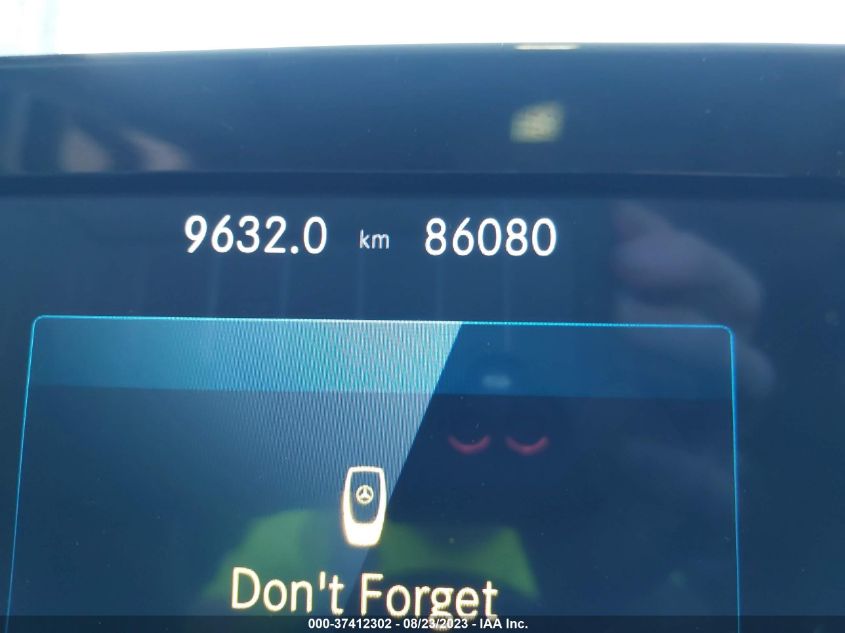 9632.0 km 86080
Don't Forget
000-37412302 - 08/23/2023 - IAA Inc.